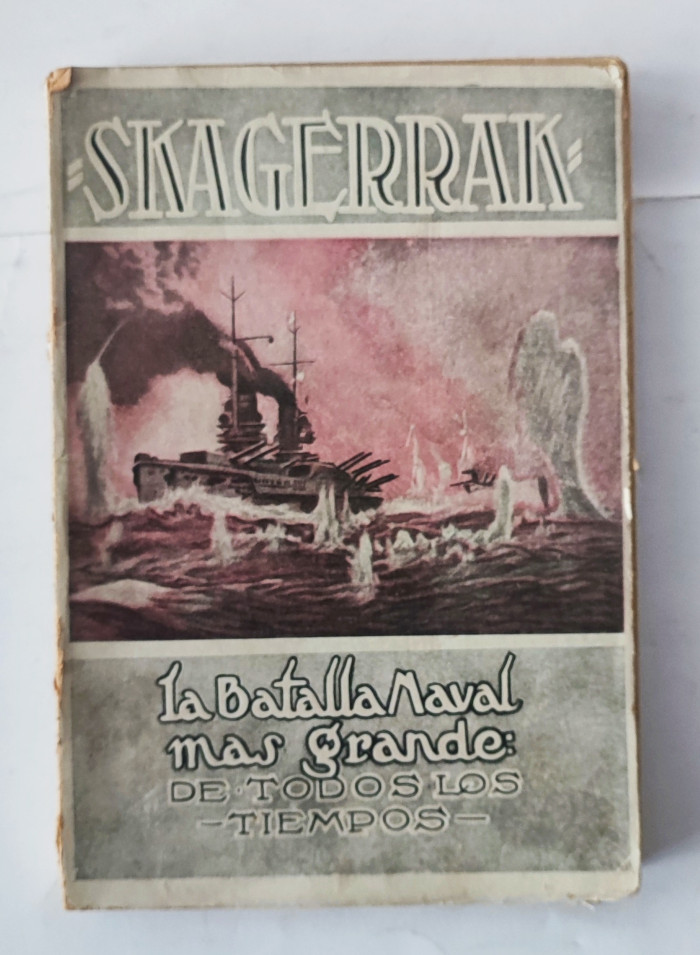 "SKAGERRAK"
La Batalla Naval
mas grande:
DE·TODOS·LOS
-TIEMPOS-